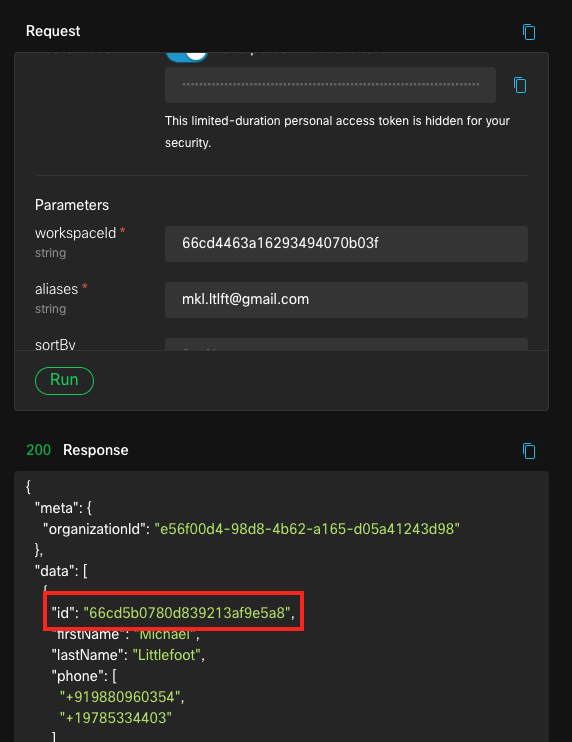 Request
This limited-duration personal access token is hidden for your
security.
Parameters
workspaceId *
string
66cd4463a16293494070b03f
aliases *
string
mkl.ltlft@gmail.com
sortBy
Run
200 Response
{
"meta": {
"organizationId": "e56f00d4-98d8-4b62-a165-d05a41243d98"
},
"data": [
{
"id": "66cd5b0780d839213af9e5a8",
"firstName": "Michael",
"lastName": "Littlefoot",
"phone": [
"+919880960354",
"+19785334403"
]